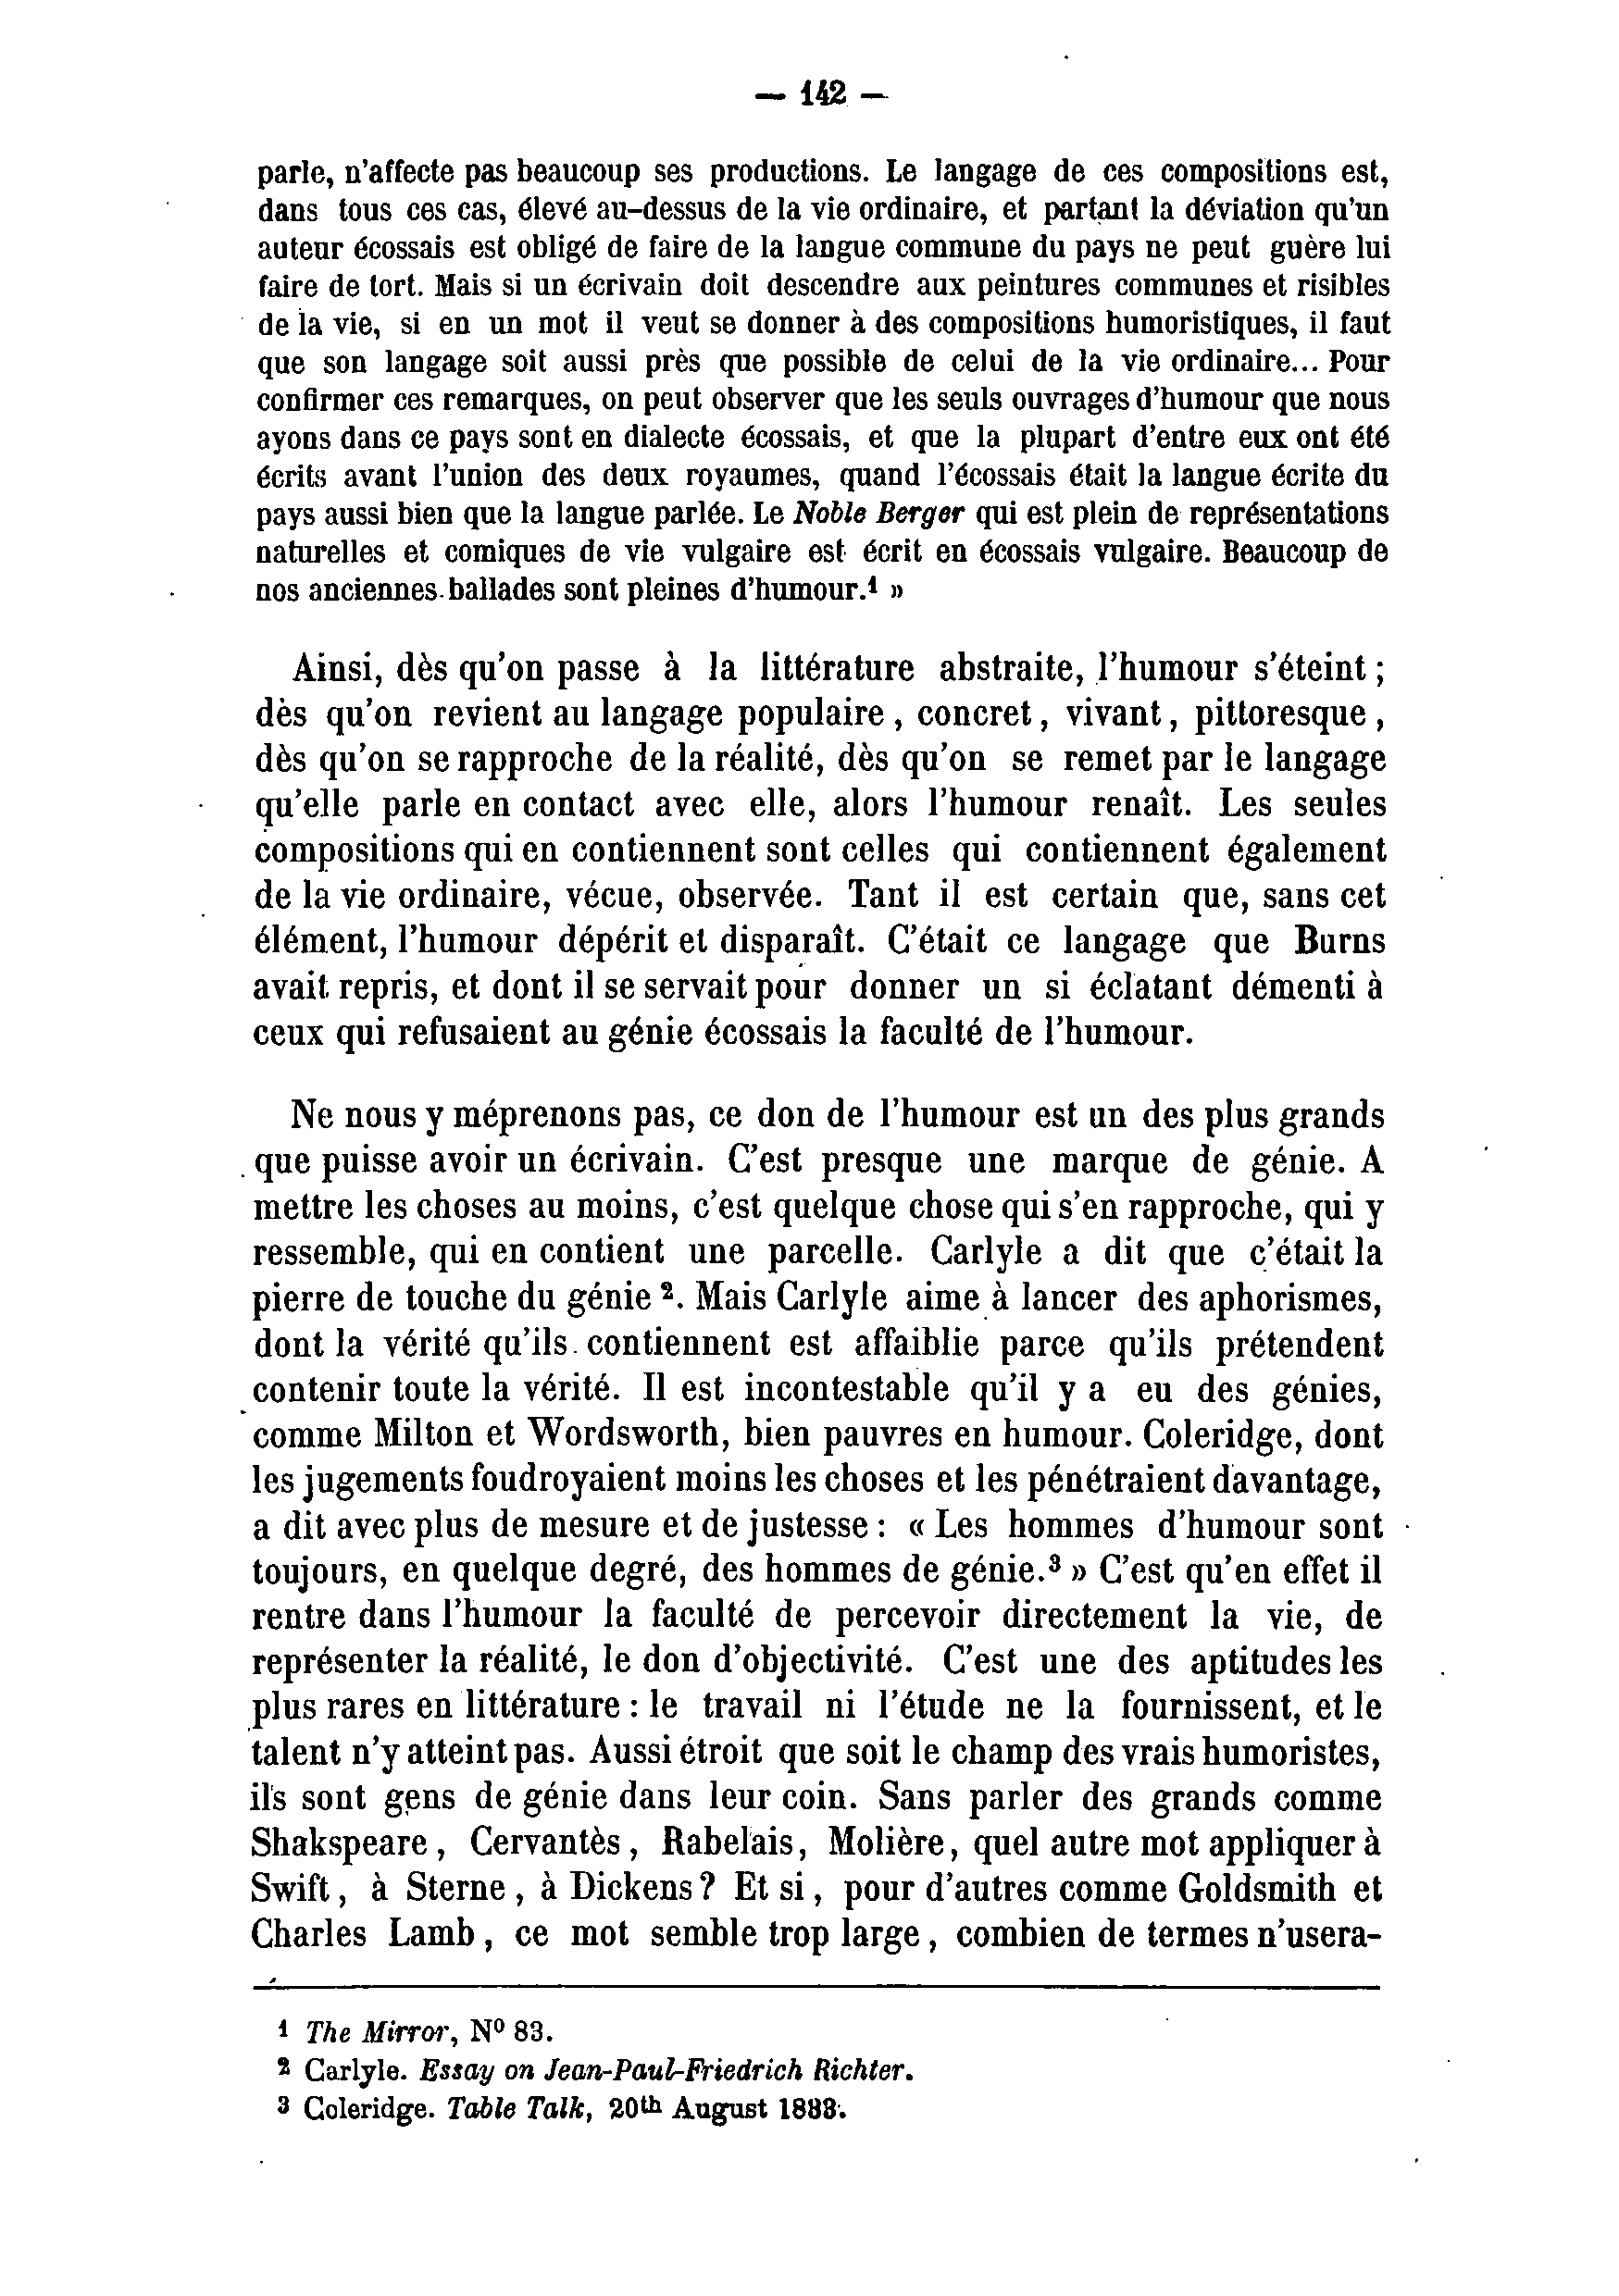 — 142 —
parle, n'affecte pas beaucoup ses productions. Le langage de ces compositions est,
dans tous ces cas, élevé au-dessus de la vie ordinaire, et partant la déviation qu'un
auteur écossais est obligé de faire de la langue commune du pays ne peut guère lui
faire de tort. Mais si un écrivain doit descendre aux peintures communes et risibles
de la vie, si en un mot il veut se donner à des compositions humoristiques, il faut
que son langage soit aussi près que possible de celui de la vie ordinaire... Pour
confirmer ces remarques, on peut observer que les seuls ouvrages d'humour que nous
ayons dans ce pays sont en dialecte écossais, et que la plupart d'entre eux ont été
écrits avant l'union des deux royaumes, quand l'écossais était la langue écrite du
pays aussi bien que la langue parlée. Le Noble Berger qui est plein de représentations
naturelles et comiques de vie vulgaire est écrit en écossais vulgaire. Beaucoup de
nos anciennes ballades sont pleines d'humour.¹ »
Ainsi, dès qu'on passe à la littérature abstraite, l'humour s'éteint ;
dès qu'on revient au langage populaire, concret, vivant, pittoresque,
dès qu'on se rapproche de la réalité, dès qu'on se remet par le langage
qu'elle parle en contact avec elle, alors l'humour renaît. Les seules
compositions qui en contiennent sont celles qui contiennent également
de la vie ordinaire, vécue, observée. Tant il est certain que, sans cet
élément, l'humour dépérit et disparaît. C'était ce langage que Burns
avait repris, et dont il se servait pour donner un si éclatant démenti à
ceux qui refusaient au génie écossais la faculté de l'humour.
Ne nous y méprenons pas, ce don de l'humour est un des plus grands
que puisse avoir un écrivain. C'est presque une marque de génie. A
mettre les choses au moins, c'est quelque chose qui s'en rapproche, qui y
ressemble, qui en contient une parcelle. Carlyle a dit que c'était la
pierre de touche du génie ². Mais Carlyle aime à lancer des aphorismes,
dont la vérité qu'ils contiennent est affaiblie parce qu'ils prétendent
contenir toute la vérité. Il est incontestable qu'il y a eu des génies,
comme Milton et Wordsworth, bien pauvres en humour. Coleridge, dont
les jugements foudroyaient moins les choses et les pénétraient davantage,
a dit avec plus de mesure et de justesse : « Les hommes d'humour sont
toujours, en quelque degré, des hommes de génie.³ » C'est qu'en effet il
rentre dans l'humour la faculté de percevoir directement la vie, de
représenter la réalité, le don d'objectivité. C'est une des aptitudes les
plus rares en littérature : le travail ni l'étude ne la fournissent, et le
talent n'y atteint pas. Aussi étroit que soit le champ des vrais humoristes,
ils sont gens de génie dans leur coin. Sans parler des grands comme
Shakspeare, Cervantès, Rabelais, Molière, quel autre mot appliquer à
Swift, à Sterne, à Dickens ? Et si, pour d'autres comme Goldsmith et
Charles Lamb, ce mot semble trop large, combien de termes n'usera-
¹ The Mirror, Nº 83.
² Carlyle. Essay on Jean-Paul-Friedrich Richter.
³ Coleridge. Table Talk, 20th August 1833.